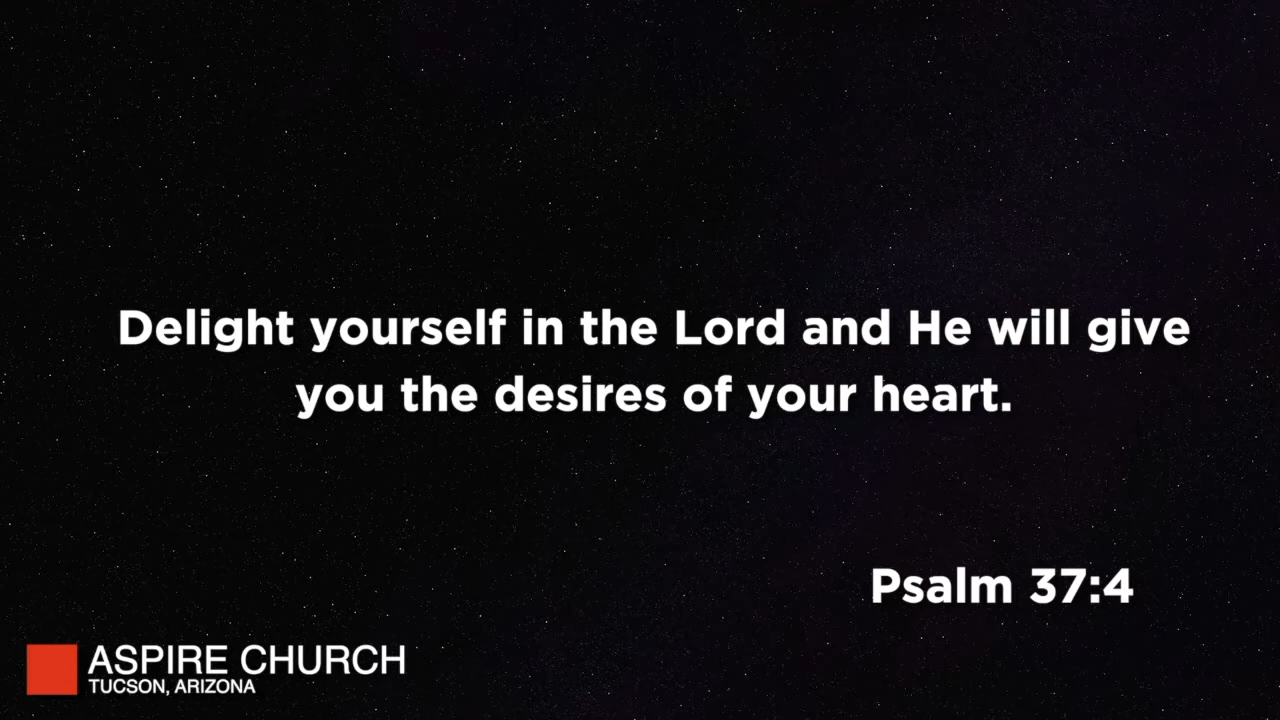 Delight yourself in the Lord and He will give
you the desires of your heart.
Psalm 37:4
ASPIRE CHURCH
TUCSON, ARIZONA